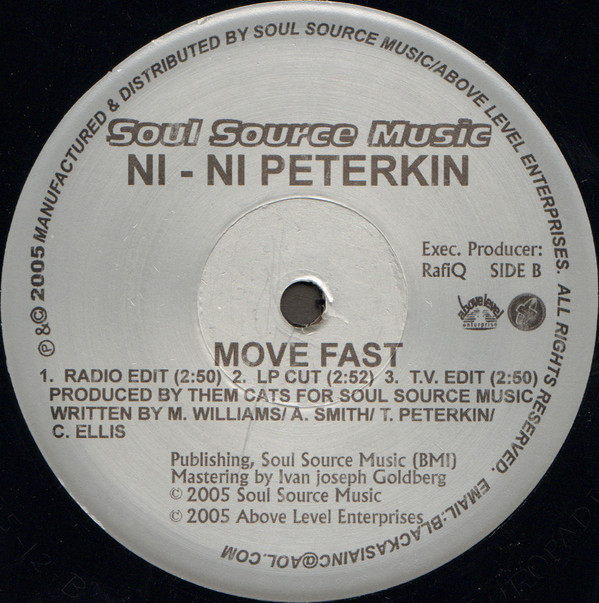 ℗ & © 2005 MANUFACTURED & DISTRIBUTED BY SOUL SOURCE MUSIC/ABOVE LEVEL ENTERPRISES. ALL RIGHTS RESERVED. EMAIL:BLACKASIAINC@AOL.COM
Soul Source Music
NI - NI PETERKIN
Exec. Producer:
RafiQ SIDE B
above level
enterprise
MOVE FAST
1. RADIO EDIT (2:50) 2. LP CUT (2:52) 3. T.V. EDIT (2:50)
PRODUCED BY THEM CATS FOR SOUL SOURCE MUSIC
WRITTEN BY M. WILLIAMS/ A. SMITH/ T. PETERKIN/
C. ELLIS
Publishing, Soul Source Music (BMI)
Mastering by Ivan joseph Goldberg
© 2005 Soul Source Music
© 2005 Above Level Enterprises